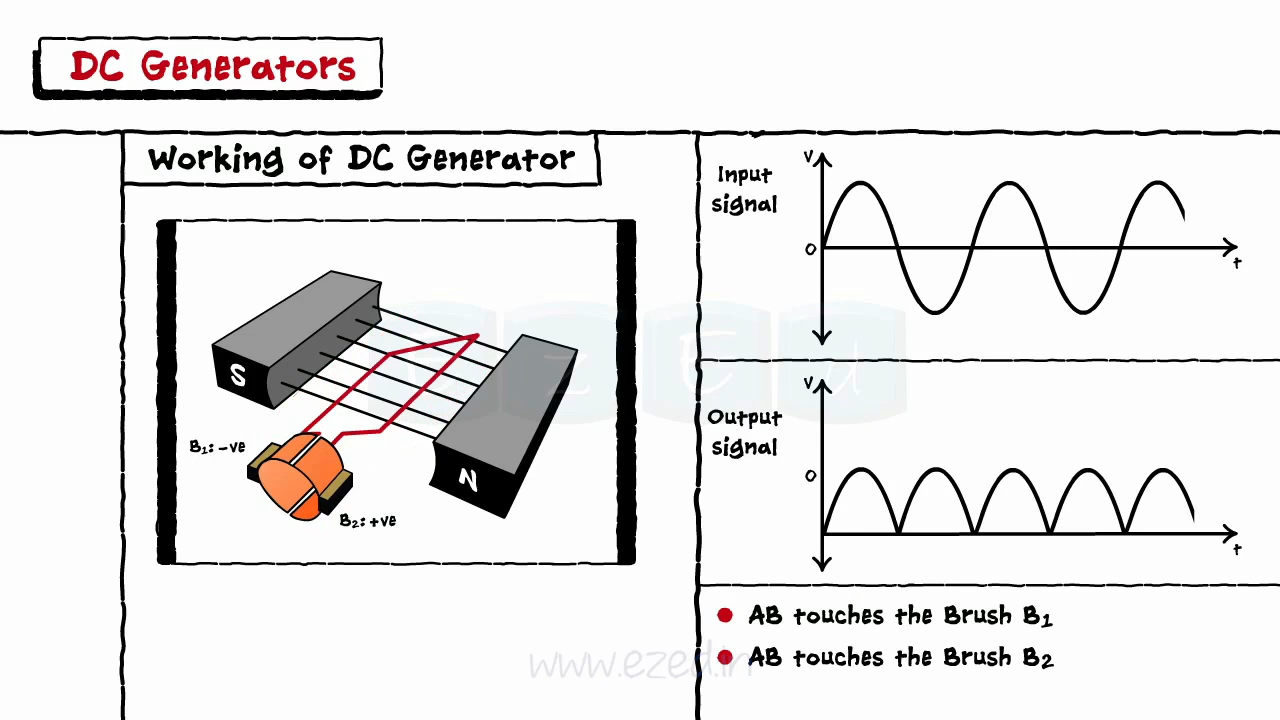 DC Generators
Working of DC Generator
S
N
B1: -ve
B2: +ve
Input
signal
V
0
t
Output
signal
V
0
t
AB touches the Brush B1
AB touches the Brush B2
ezEd
www.ezed.in